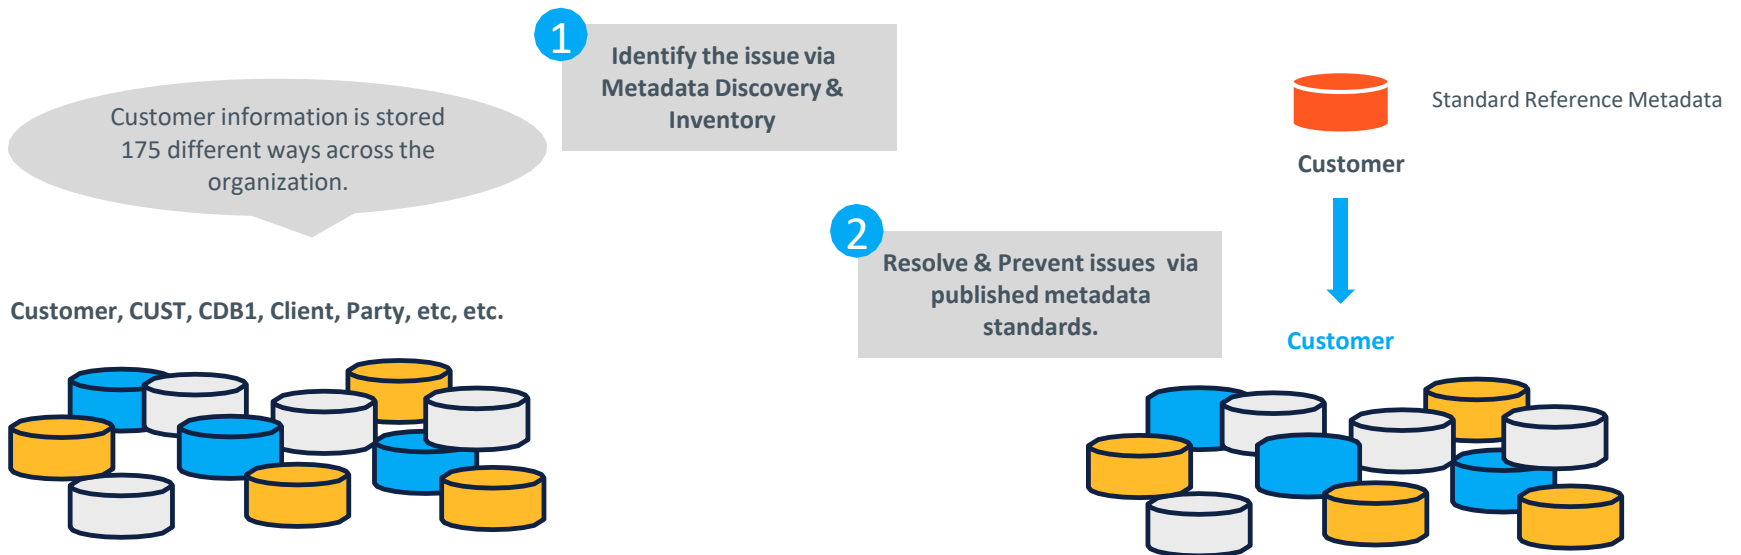 Customer information is stored
175 different ways across the
organization.
Customer, CUST, CDB1, Client, Party, etc, etc.
1
Identify the issue via
Metadata Discovery &
Inventory
2
Resolve & Prevent issues via
published metadata
standards.
Standard Reference Metadata
Customer
Customer